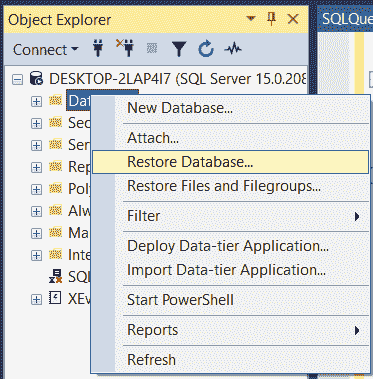 Object Explorer
SQLQue
Connect
DESKTOP-2LAP4I7 (SQL Server 15.0.208
Dat
New Database...
Sec
Attach...
Ser
Restore Database...
Rep
Restore Files and Filegroups...
Poly
Alw
Filter
Ma
Deploy Data-tier Application...
Inte
Import Data-tier Application...
SQL
Start PowerShell
XEv
Reports
Refresh